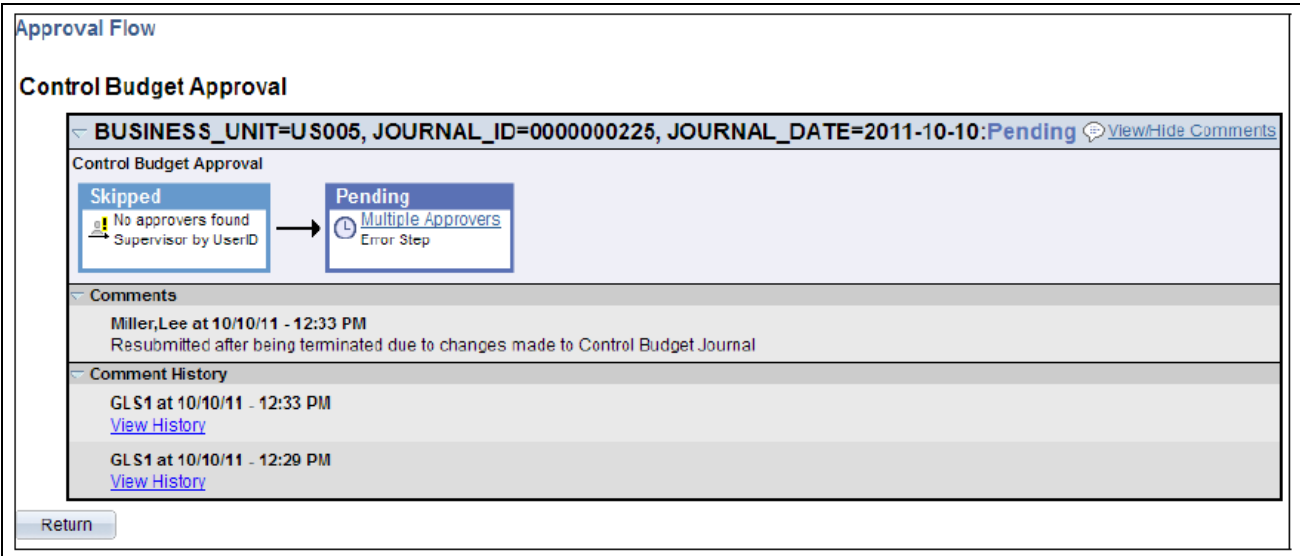 Approval Flow
Control Budget Approval
BUSINESS_UNIT=US005, JOURNAL_ID=0000000225, JOURNAL_DATE=2011-10-10:Pending View/Hide Comments
Control Budget Approval
Skipped
No approvers found
Supervisor by UserID
Pending
Multiple Approvers
Error Step
Comments
Miller,Lee at 10/10/11 - 12:33 PM
Resubmitted after being terminated due to changes made to Control Budget Journal
Comment History
GLS1 at 10/10/11 - 12:33 PM
View History
GLS1 at 10/10/11 - 12:29 PM
View History
Return